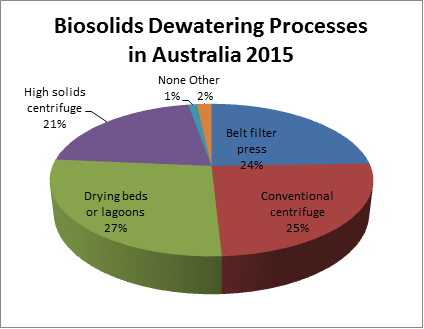 Biosolids Dewatering Processes
in Australia 2015
None
1%
Other
2%
High solids
centrifuge
21%
Belt filter
press
24%
Drying beds
or lagoons
27%
Conventional
centrifuge
25%